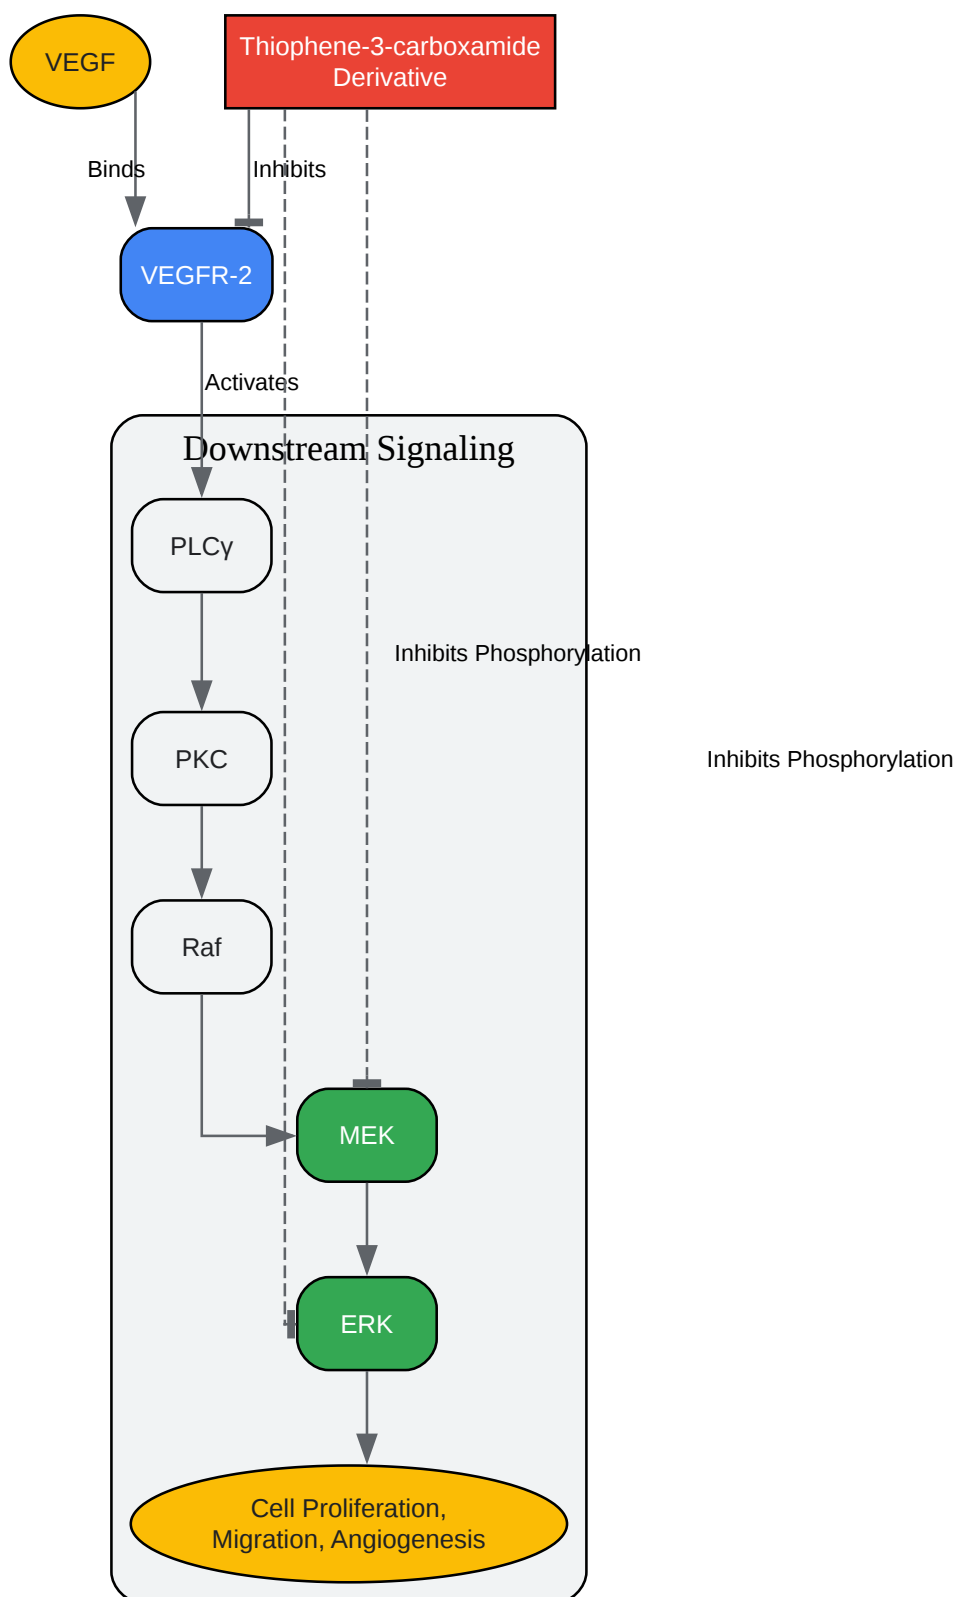 VEGF
Thiophene-3-carboxamide
Derivative
Binds
Inhibits
VEGFR-2
Activates
Downstream Signaling
PLCγ
Inhibits Phosphorylation
PKC
Inhibits Phosphorylation
Raf
MEK
ERK
Cell Proliferation,
Migration, Angiogenesis